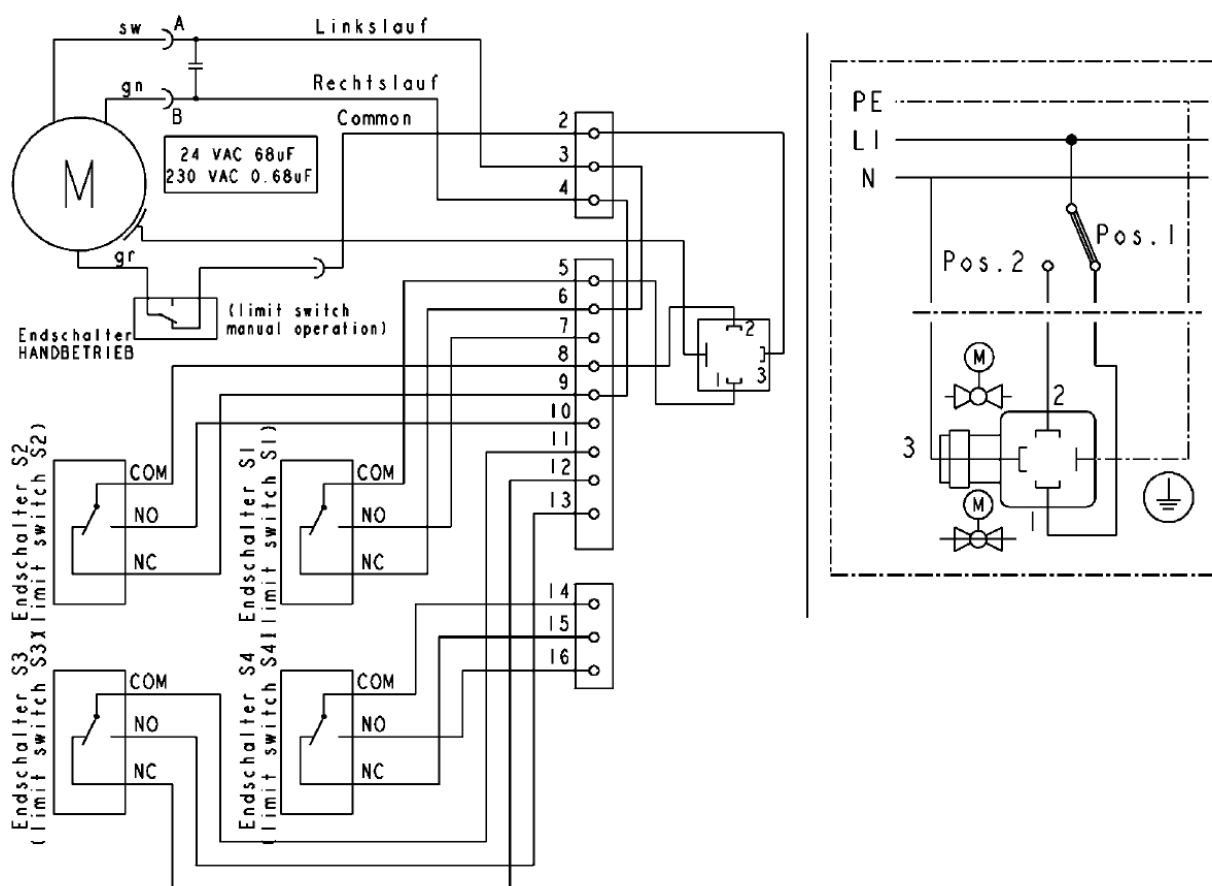 sw
A
Linkslauf
gn
B
Rechtslauf
Common
M
24 VAC 68uF
230 VAC 0.68uF
gr
Endschalter
HANDBETRIEB
(limit switch
manual operation)
2
3
4
5
6
7
8
9
10
11
12
13
14
15
16
2
1
3
Endschalter S2
(limit switch S2)
COM
NO
NC
Endschalter S1
(limit switch S1)
COM
NO
NC
Endschalter S3
(limit switch S3)
COM
NO
NC
Endschalter S4
(limit switch S4)
COM
NO
NC
PE
L1
N
Pos.1
Pos.2
M
2
3
M
1